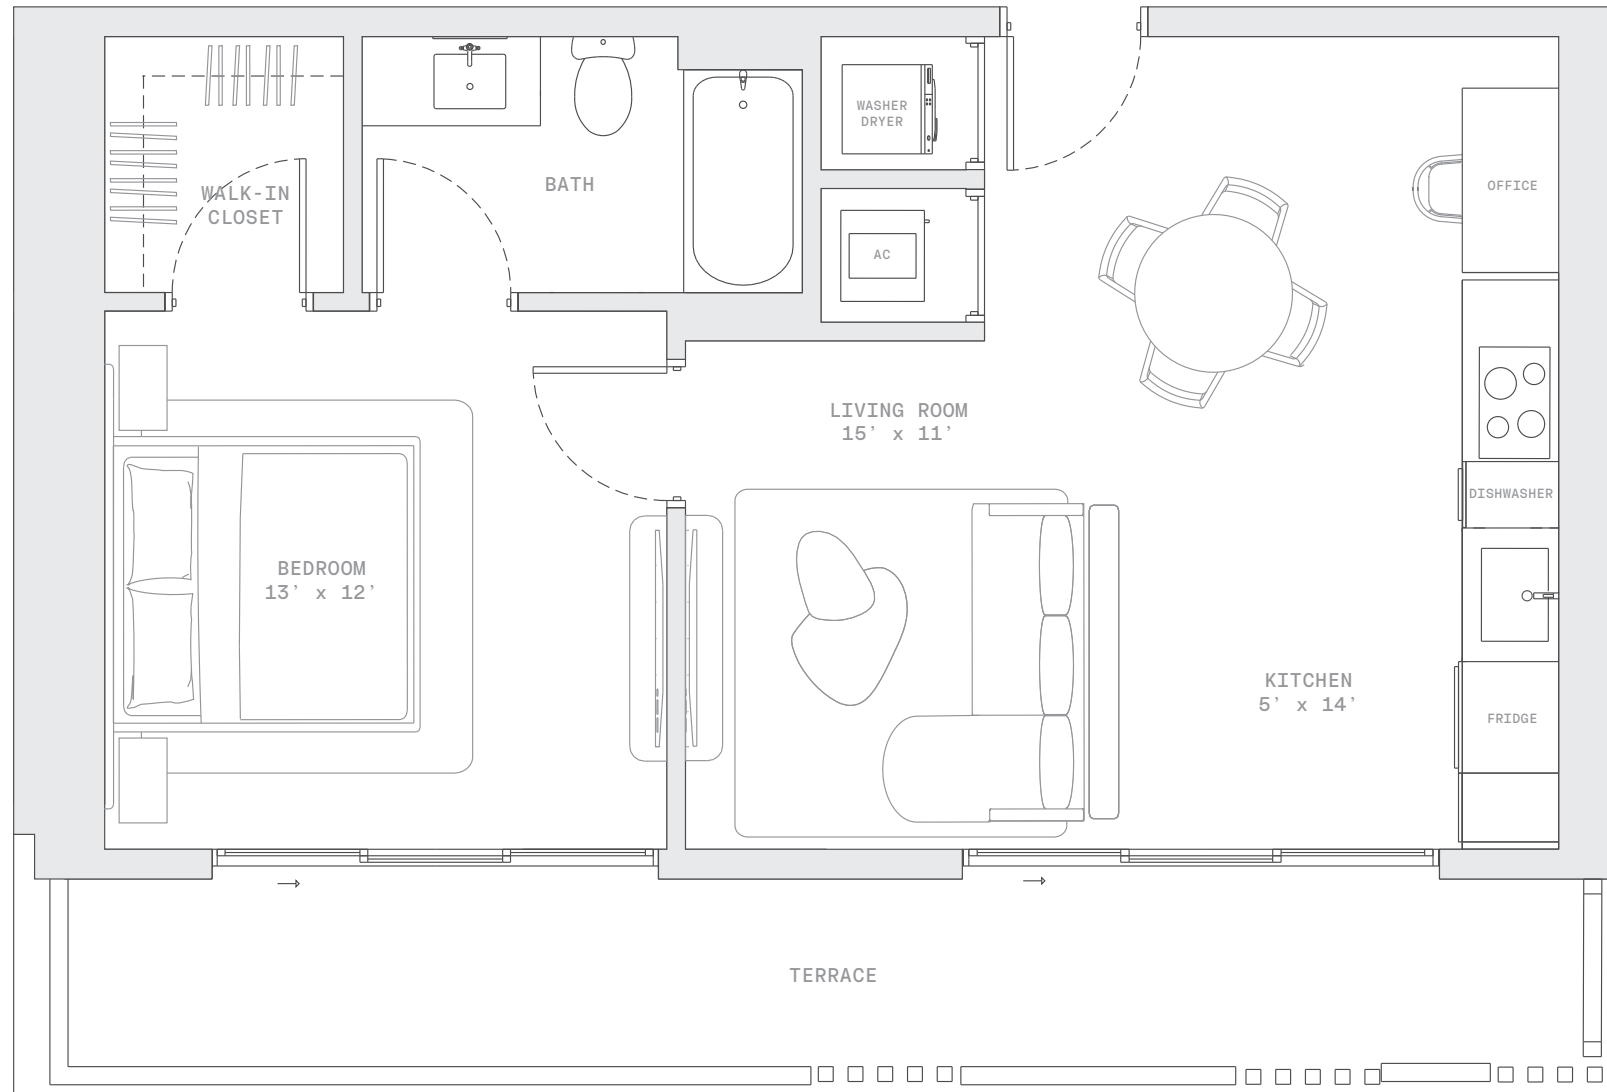 WASHER
DRYER
WALK-IN
CLOSET
BATH
OFFICE
AC
LIVING ROOM
15' x 11'
DISHWASHER
BEDROOM
13' x 12'
KITCHEN
5' x 14'
FRIDGE
TERRACE